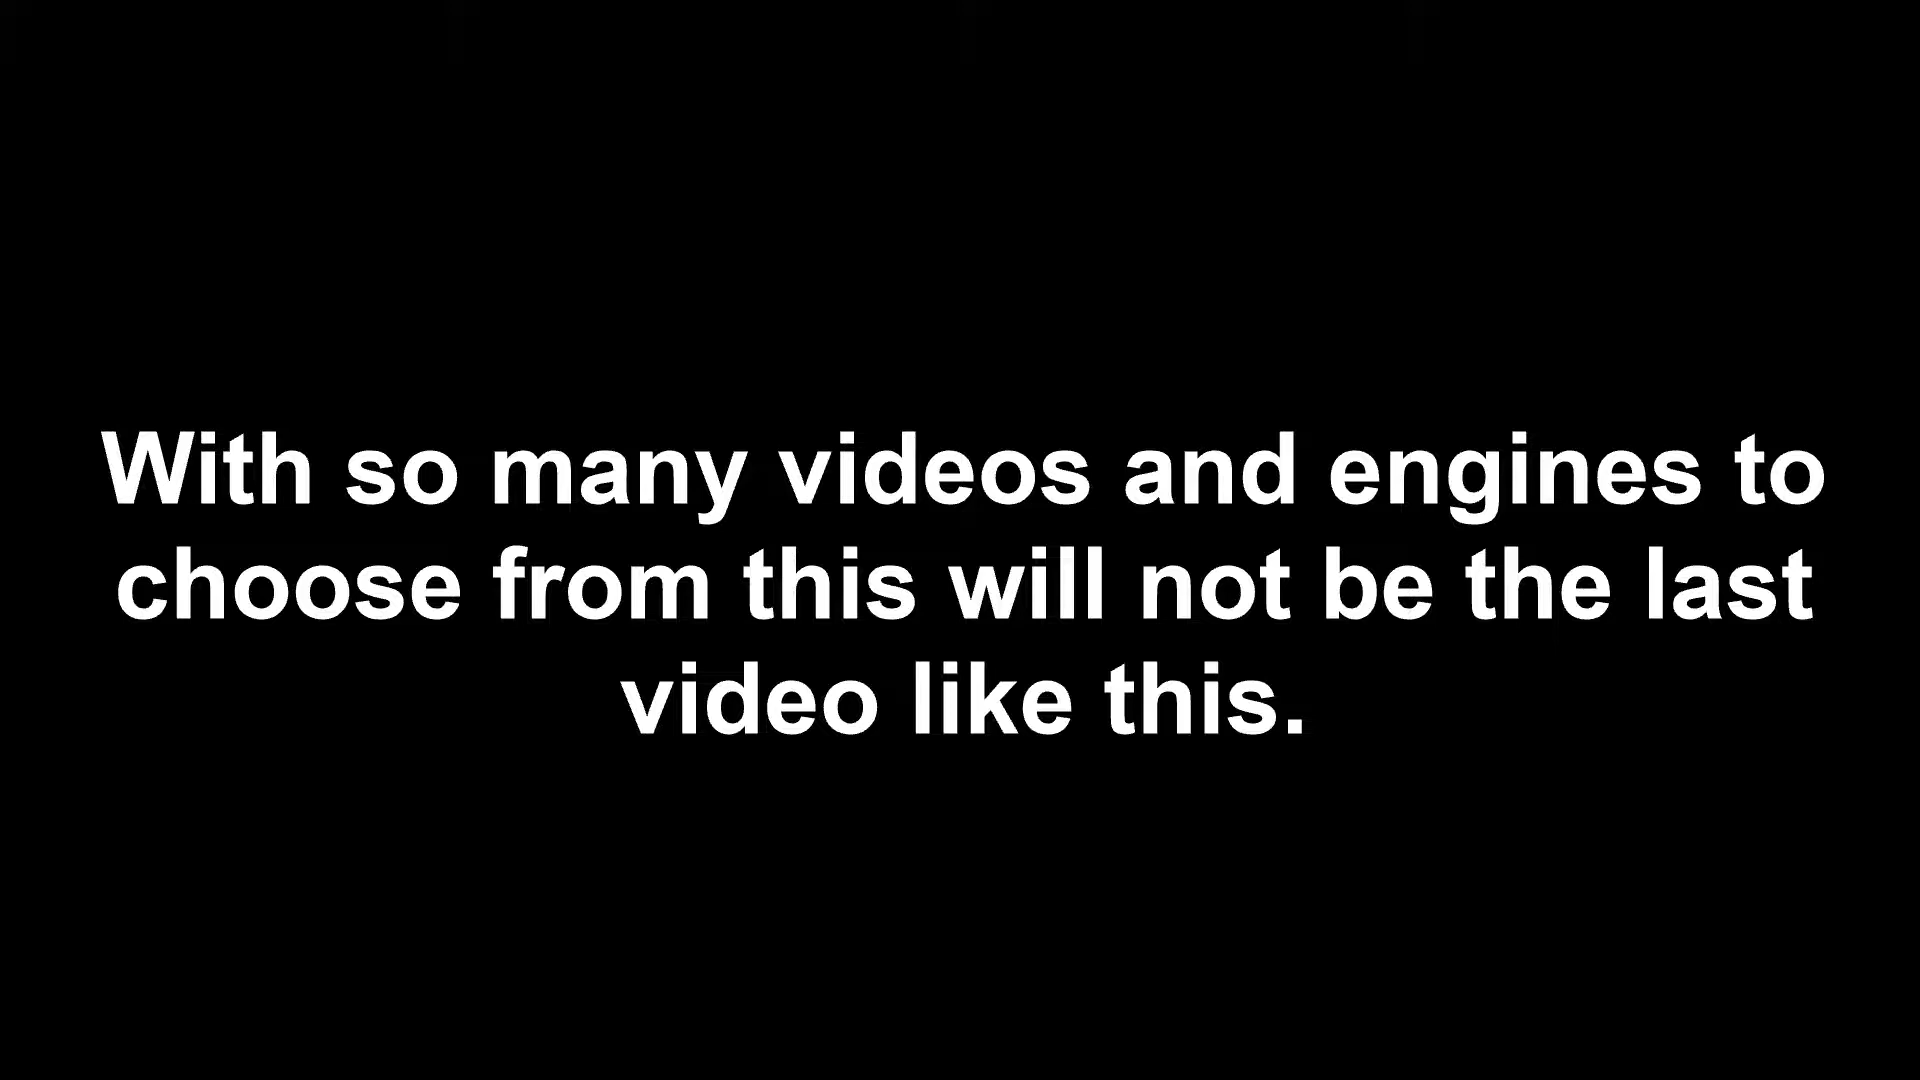 With so many videos and engines to
choose from this will not be the last
video like this.